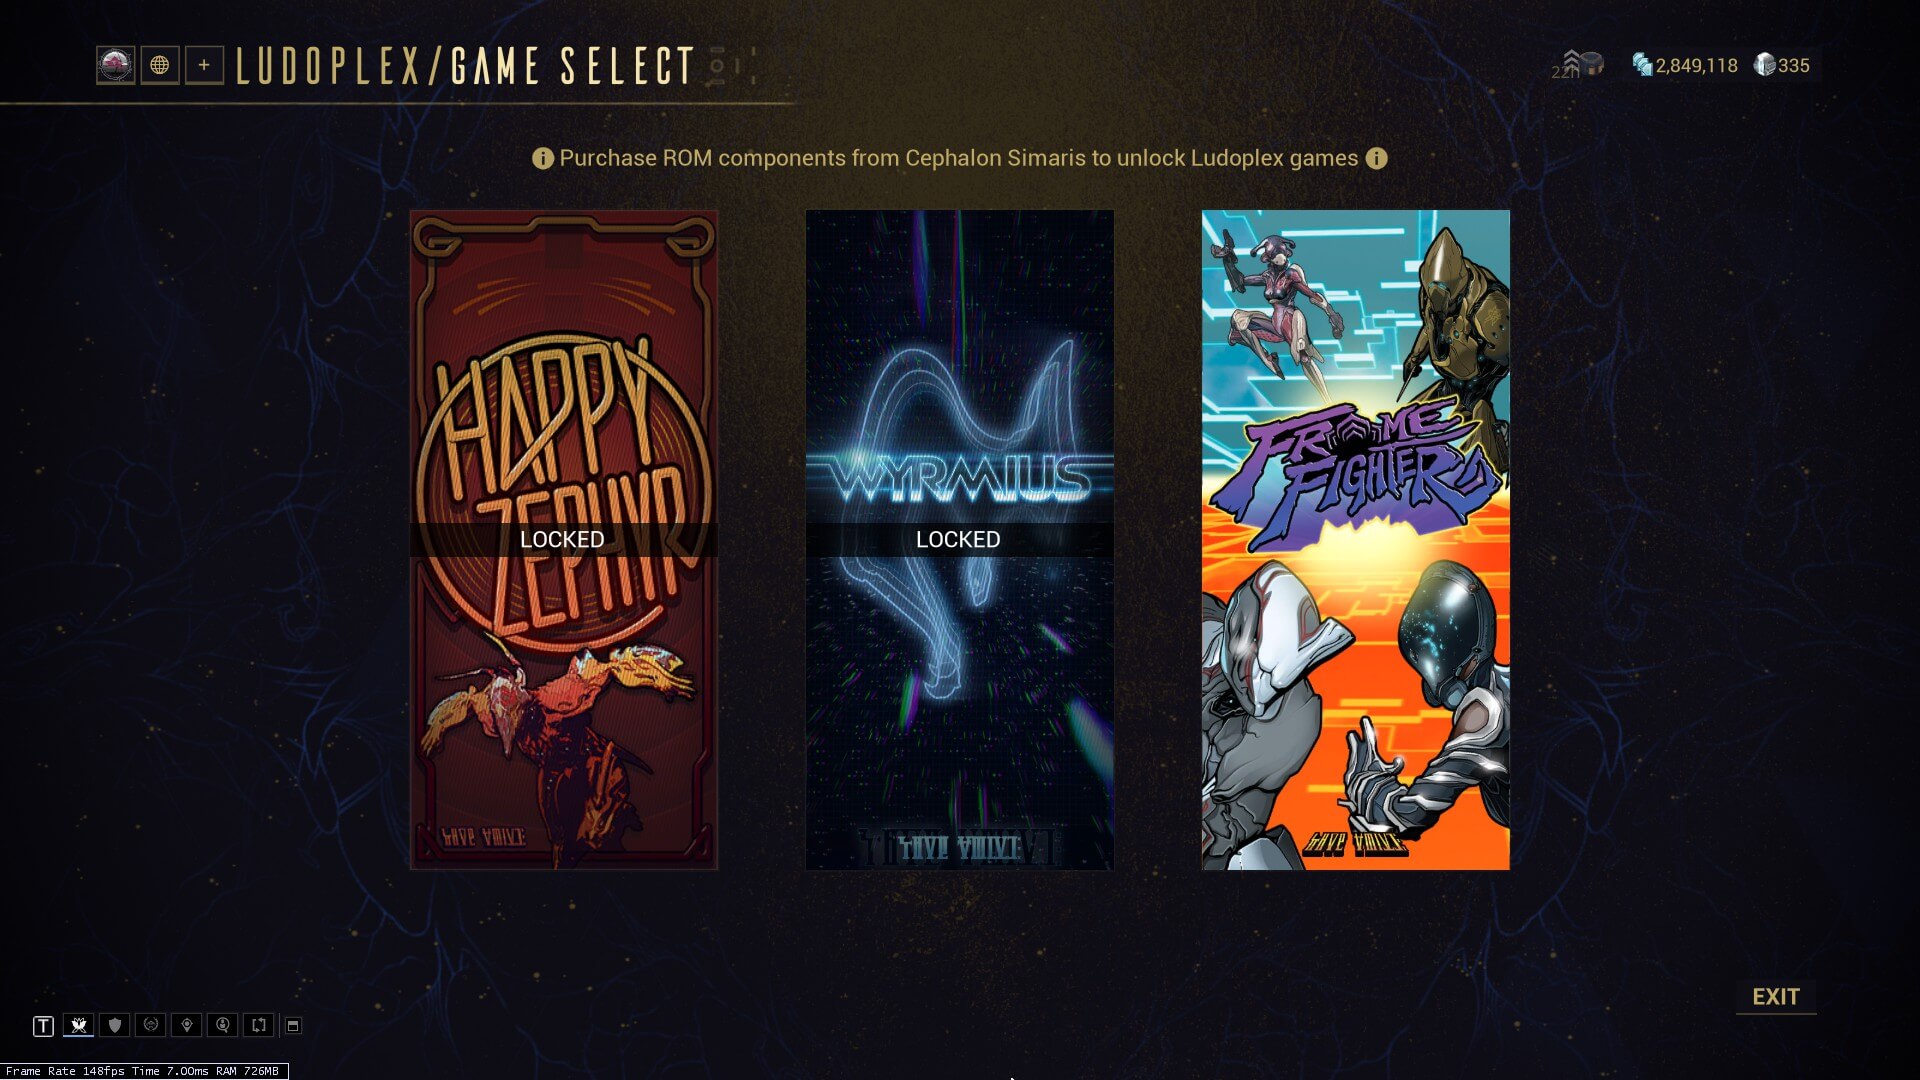 LUDOPLEX/GAME SELECT
22h
2,849,118
335
Purchase ROM components from Cephalon Simaris to unlock Ludoplex games
HAPPY
ZEPHYR
LOCKED
WYRMIUS
LOCKED
FRAME
FIGHTER
EXIT
T
Frame Rate 148fps Time 7.00ms RAM 726MB